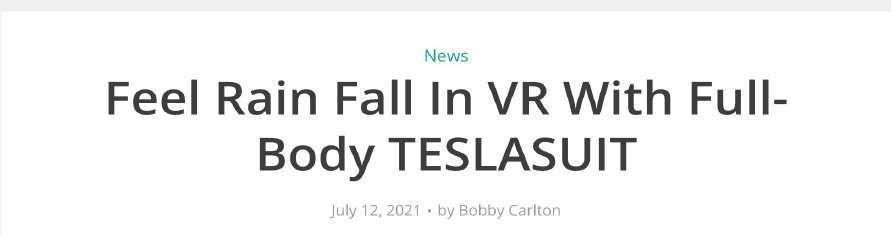 News
Feel Rain Fall In VR With Full-
Body TESLASUIT
July 12, 2021 • by Bobby Carlton